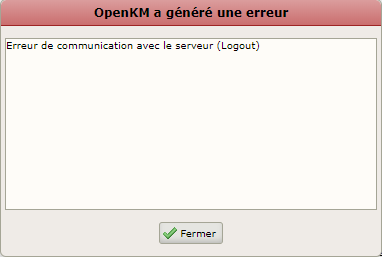 OpenKM a généré une erreur
Erreur de communication avec le serveur (Logout)
Fermer